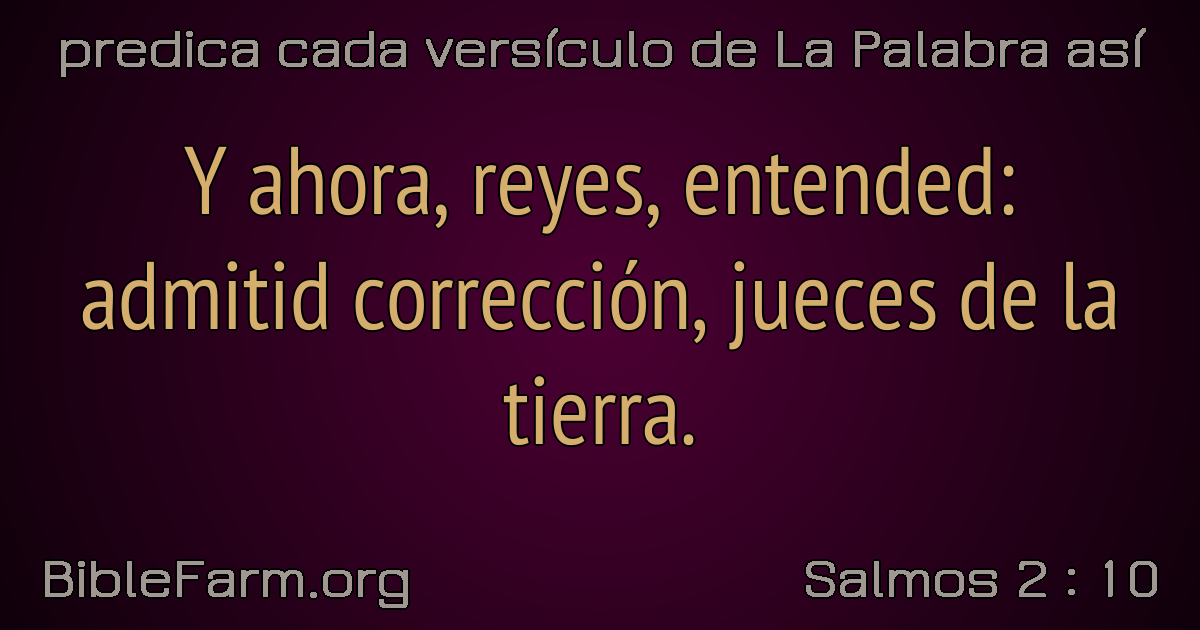 predica cada versículo de La Palabra así
Y ahora, reyes, entended:
admitid corrección, jueces de la
tierra.
BibleFarm.org
Salmos 2 : 10